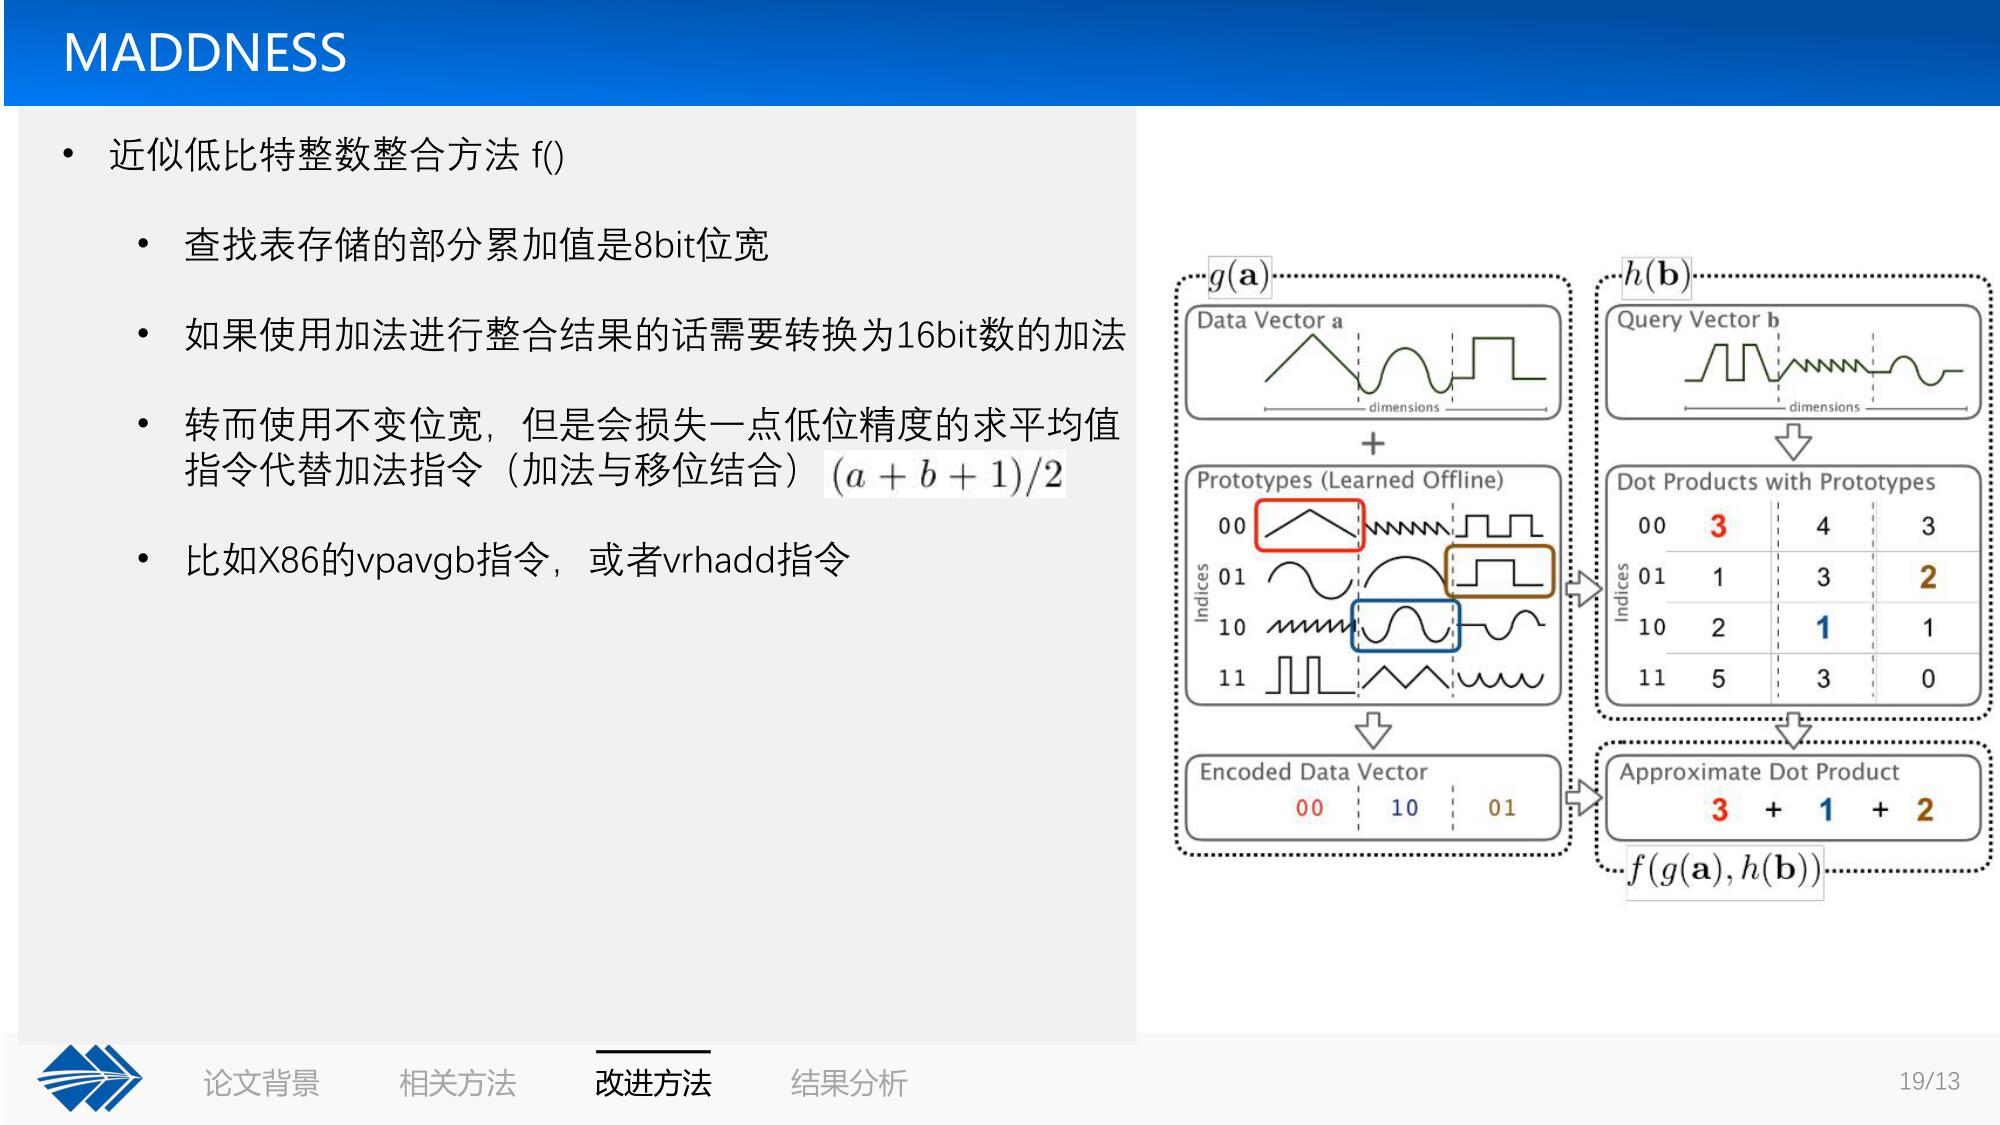 MADDNESS
• 近似低比特整数整合方法 f()
• 查找表存储的部分累加值是8bit位宽
• 如果使用加法进行整合结果的话需要转换为16bit数的加法
• 转而使用不变位宽，但是会损失一点低位精度的求平均值
指令代替加法指令（加法与移位结合） (a + b + 1)/2
• 比如X86的vpavgb指令，或者vrhadd指令
g(a)
Data Vector a
dimensions
+
Prototypes (Learned Offline)
Indices
00
01
10
11
Encoded Data Vector
00 10 01
h(b)
Query Vector b
dimensions
Dot Products with Prototypes
Indices
00 3 4 3
01 1 3 2
10 2 1 1
11 5 3 0
Approximate Dot Product
3 + 1 + 2
f(g(a), h(b))
论文背景 相关方法 改进方法 结果分析
19/13